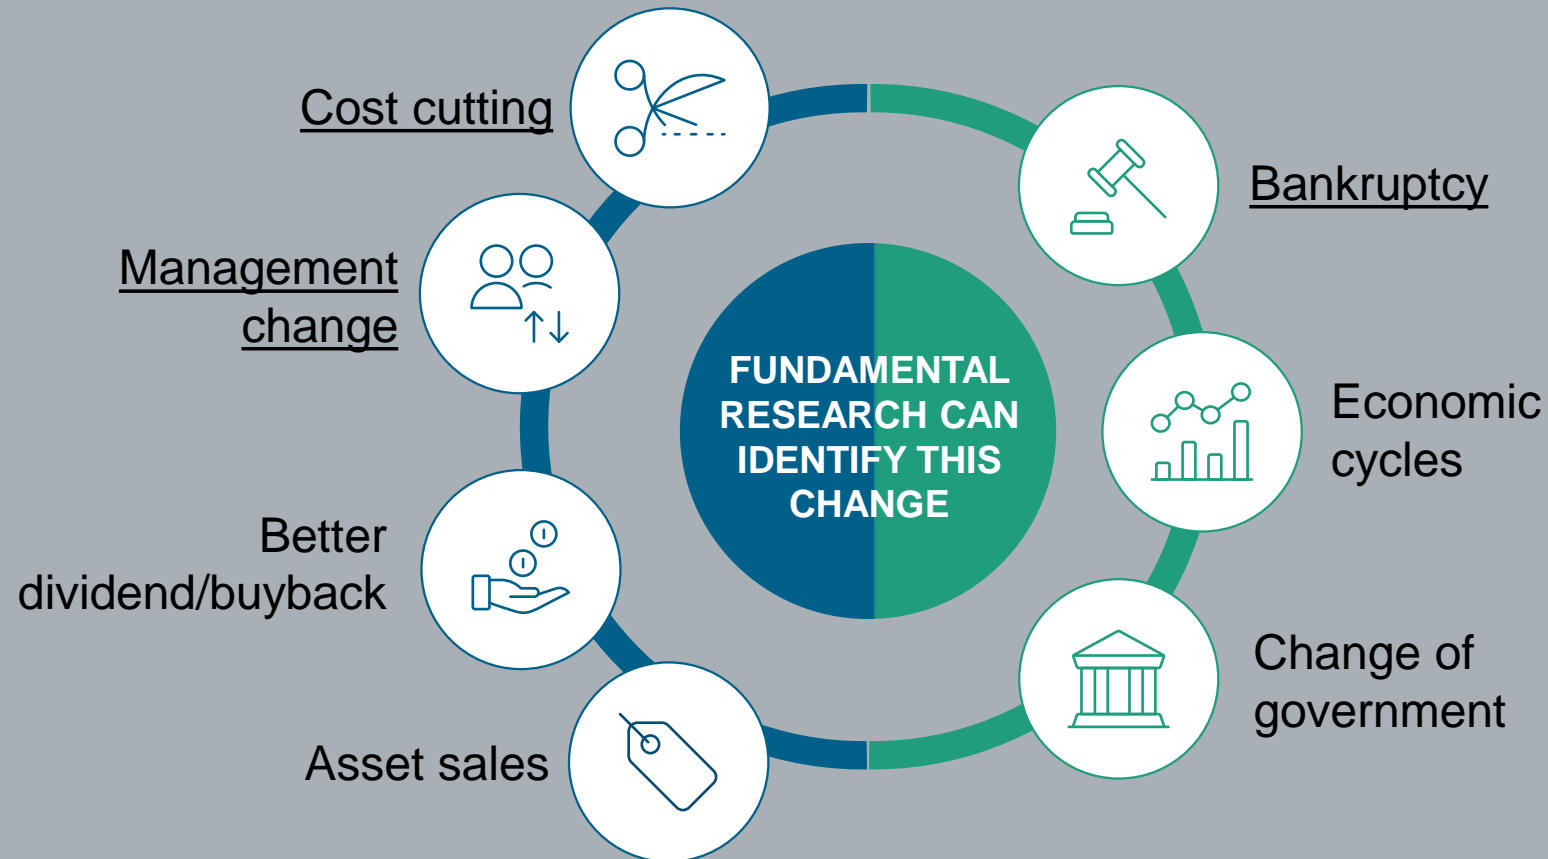 Cost cutting
Management
change
Better
dividend/buyback
Asset sales
FUNDAMENTAL
RESEARCH CAN
IDENTIFY THIS
CHANGE
Bankruptcy
Economic
cycles
Change of
government